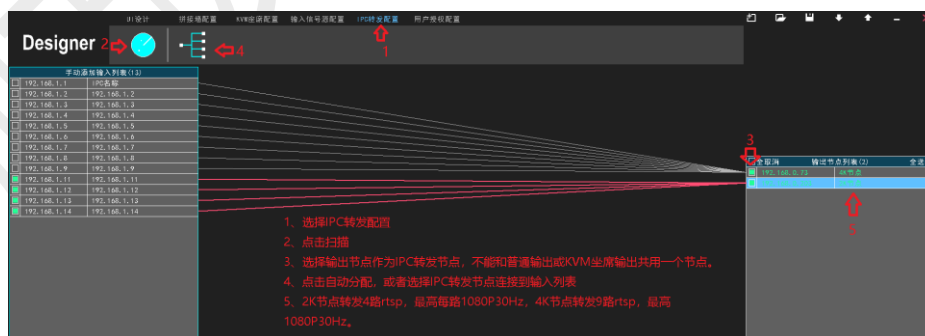 UI设计 拼接墙配置 KVM坐席配置 输入信号源配置 IPC转发配置 用户授权配置
1
Designer 2 4
手动添加输入列表(13)
192.168.1.1 IPC名称
192.168.1.2 192.168.1.2
192.168.1.3 192.168.1.3
192.168.1.4 192.168.1.4
192.168.1.5 192.168.1.5
192.168.1.6 192.168.1.6
192.168.1.7 192.168.1.7
192.168.1.8 192.168.1.8
192.168.1.9 192.168.1.9
192.168.1.11 192.168.1.11
192.168.1.12 192.168.1.12
192.168.1.13 192.168.1.13
192.168.1.14 192.168.1.14
3
全取消 输出节点列表(2) 全选
192.168.0.73 4K节点
5
1、选择IPC转发配置
2、点击扫描
3、选择输出节点作为IPC转发节点，不能和普通输出或KVM坐席输出共用一个节点。
4、点击自动分配，或者选择IPC转发节点连接到输入列表
5、2K节点转发4路rtsp，最高每路1080P30Hz，4K节点转发9路rtsp，最高
1080P30Hz。